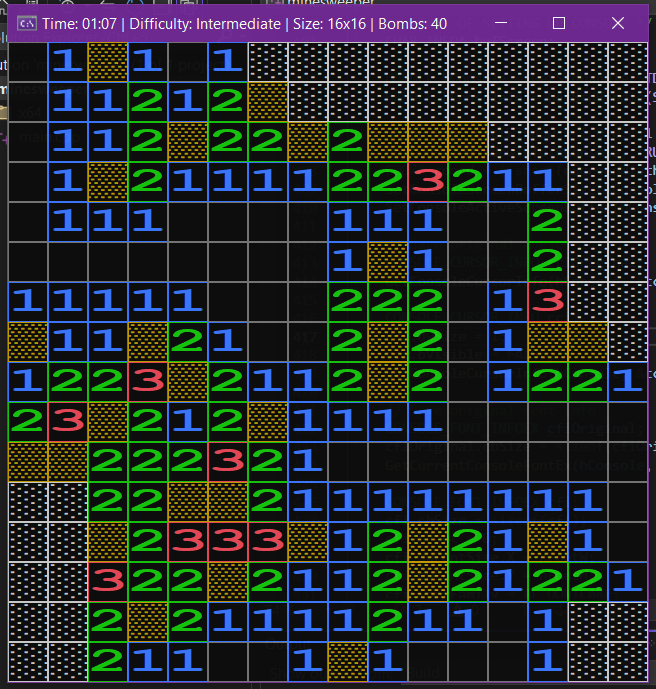 Time: 01:07 | Difficulty: Intermediate | Size: 16x16 | Bombs: 40
1 1 1
1 1 2 1 2
1 1 2 2 2 2
1 2 1 1 1 1 2 2 3 2 1 1
1 1 1 1 1 1 2
1 1 2
1 1 1 1 1 2 2 2 1 3
1 1 2 1 2 2 1
1 2 2 3 2 1 1 2 2 1 2 2 1
2 3 2 1 2 1 1 1 1
2 2 2 3 2 1
2 2 2 1 1 1 1 1 1 1 1
2 3 3 3 1 2 2 1 1
3 2 2 2 1 1 2 2 1 2 2 1
2 2 1 1 1 1 2 1 1 1
2 1 1 1 1 1